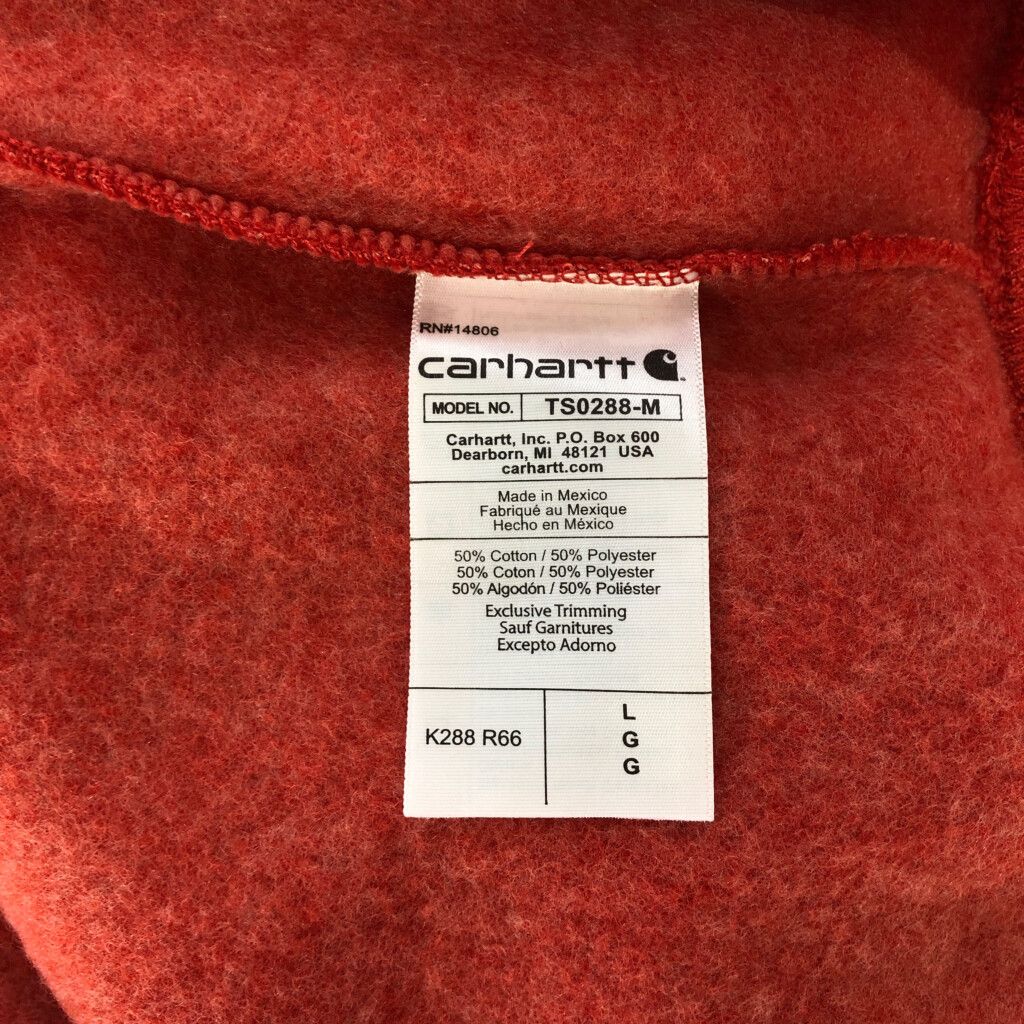 RN#14806
carhartt
MODEL NO. TS0288-M
Carhartt, Inc. P.O. Box 600
Dearborn, MI 48121 USA
carhartt.com
Made in Mexico
Fabriqué au Mexique
Hecho en México
50% Cotton / 50% Polyester
50% Coton / 50% Polyester
50% Algodón / 50% Poliéster
Exclusive Trimming
Sauf Garnitures
Excepto Adorno
K288 R66
L
G
G